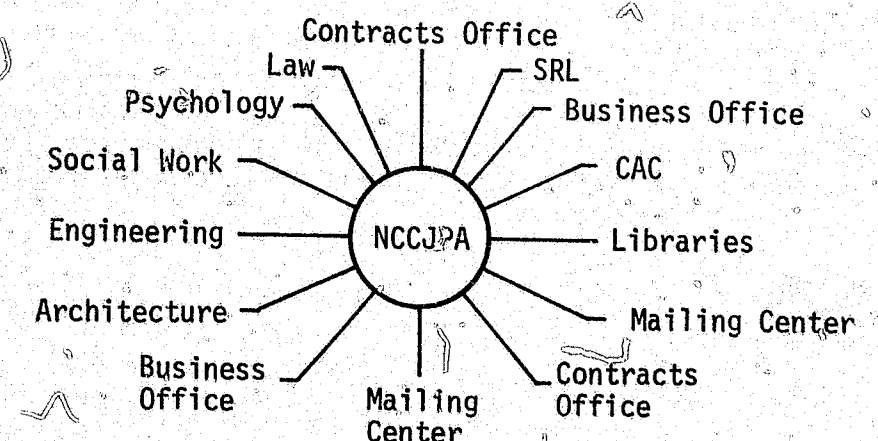 Contracts Office
Law
SRL
Psychology
Business Office
Social Work
CAC
Engineering
NCCJPA
Libraries
Architecture
Mailing Center
Business
Office
Contracts
Office
Mailing
Center